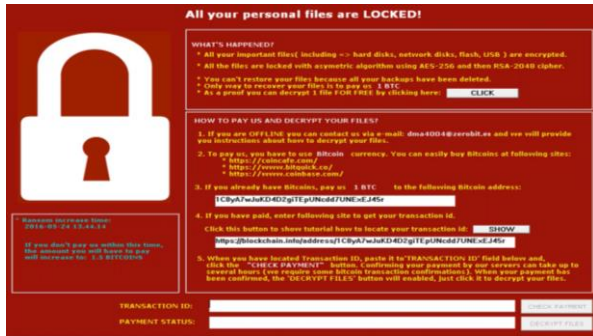 All your personal files are LOCKED!
WHAT'S HAPPENED?
* All your important files( including => hard disks, network disks, flash, USB ) are encrypted.
* All the files are locked with asymetric algorithm using AES-256 and then RSA-2048 cipher.
* You can't restore your files because all your backups have been deleted.
* Only way to recover your files is to pay us 1 BTC
* As a proof you can decrypt 1 file FOR FREE by clicking here: CLICK
HOW TO PAY US AND DECRYPT YOUR FILES?
1. If you are OFFLINE you can contact us via e-mail: dma4004@zerobit.es and we will provide
you instructions about how to decrypt your files.
2. To pay us, you have to use Bitcoin currency. You can easily buy Bitcoins at following sites:
* https://coincafe.com/
* https://www.bitquick.co/
* https://www.coinbase.com/
3. If you already have Bitcoins, pay us 1 BTC to the following Bitcoin address:
1C8yA7wJuKD4D2giTEpUNcdd7UNExEJ45r
4. If you have paid, enter following site to get your transaction id.
Click this button to show tutorial how to locate your transaction id: SHOW
https://blockchain.info/address/1C8yA7wJuKD4D2giTEpUNcdd7UNExEJ45r
5. When you have located Transaction ID, paste it to 'TRANSACTION ID' field below and,
click the "CHECK PAYMENT" button. Confirming your payment by our servers can take up to
several hours (we require some bitcoin transaction confirmations). When your payment has
been confirmed, the 'DECRYPT FILES' button will enabled, just click it to decrypt your files.
* Ransom increase time:
2016-05-24 13:44:14
If you don't pay us within this time,
the amount you will have to pay
will increase to: 1.5 BITCOINS
TRANSACTION ID: CHECK PAYMENT
PAYMENT STATUS: DECRYPT FILES